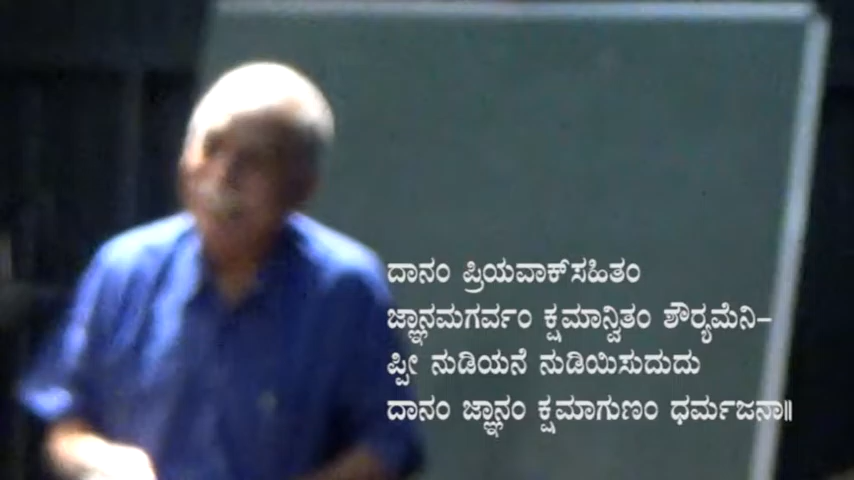 ದಾನಂ ಪ್ರಿಯವಾಕ್‌ಸಹಿತಂ
ಜ್ಞಾನಮಗರ್ವಂ ಕ್ಷಮಾನ್ವಿತಂ ಶೌರ‍್ಯಮೆನಿ–
ಪ್ಪೀ ನುಡಿಯನೆ ನುಡಿಯಿಸುದುದು
ದಾನಂ ಜ್ಞಾನಂ ಕ್ಷಮಾಗುಣಂ ಧರ್ಮಜನಾ॥